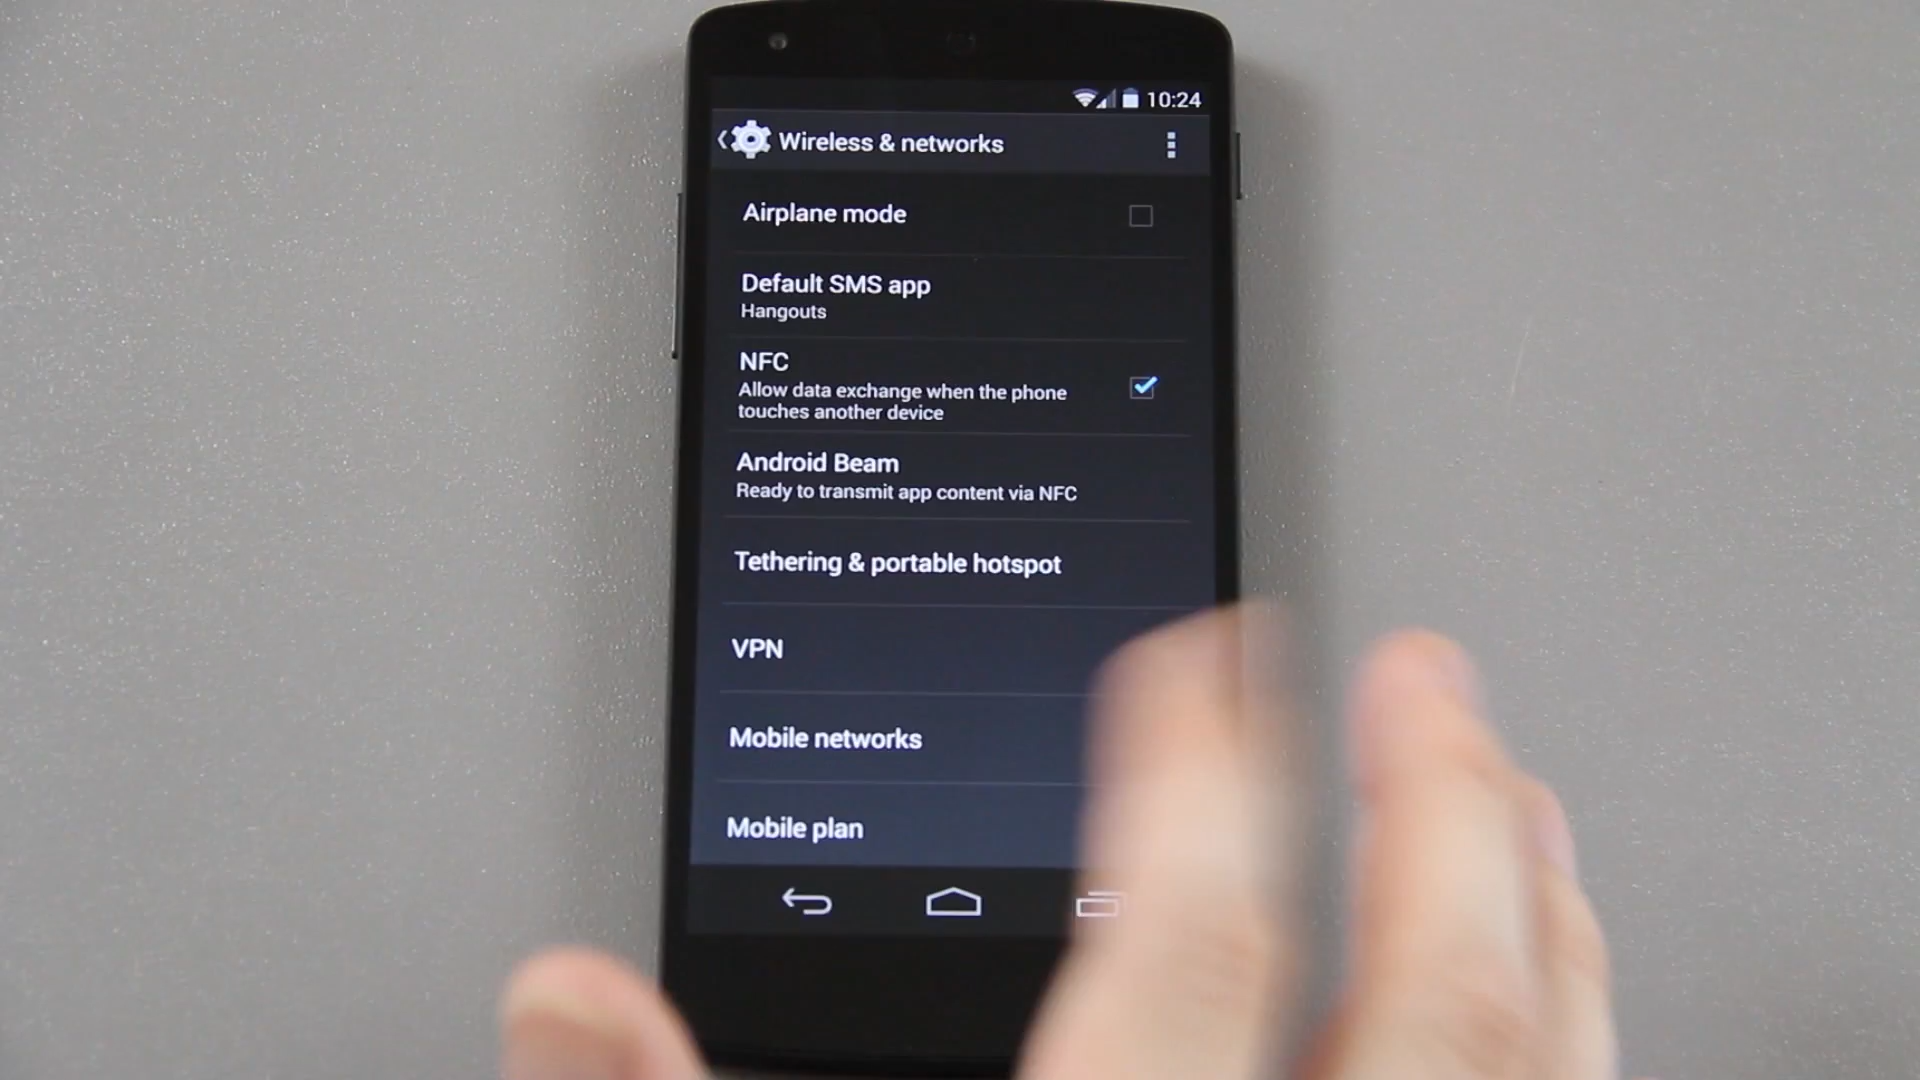 10:24
Wireless & networks
Airplane mode
Default SMS app
Hangouts
NFC
Allow data exchange when the phone
touches another device
Android Beam
Ready to transmit app content via NFC
Tethering & portable hotspot
VPN
Mobile networks
Mobile plan